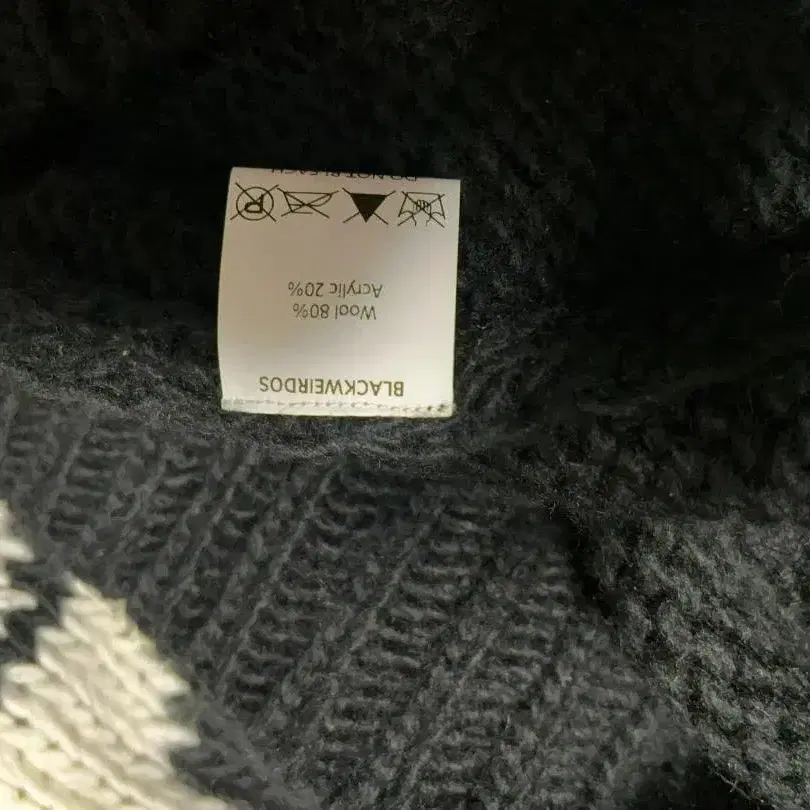 BLACKWEIRDOS
Wool 80%
Acrylic 20%
DO NOT BLEACH